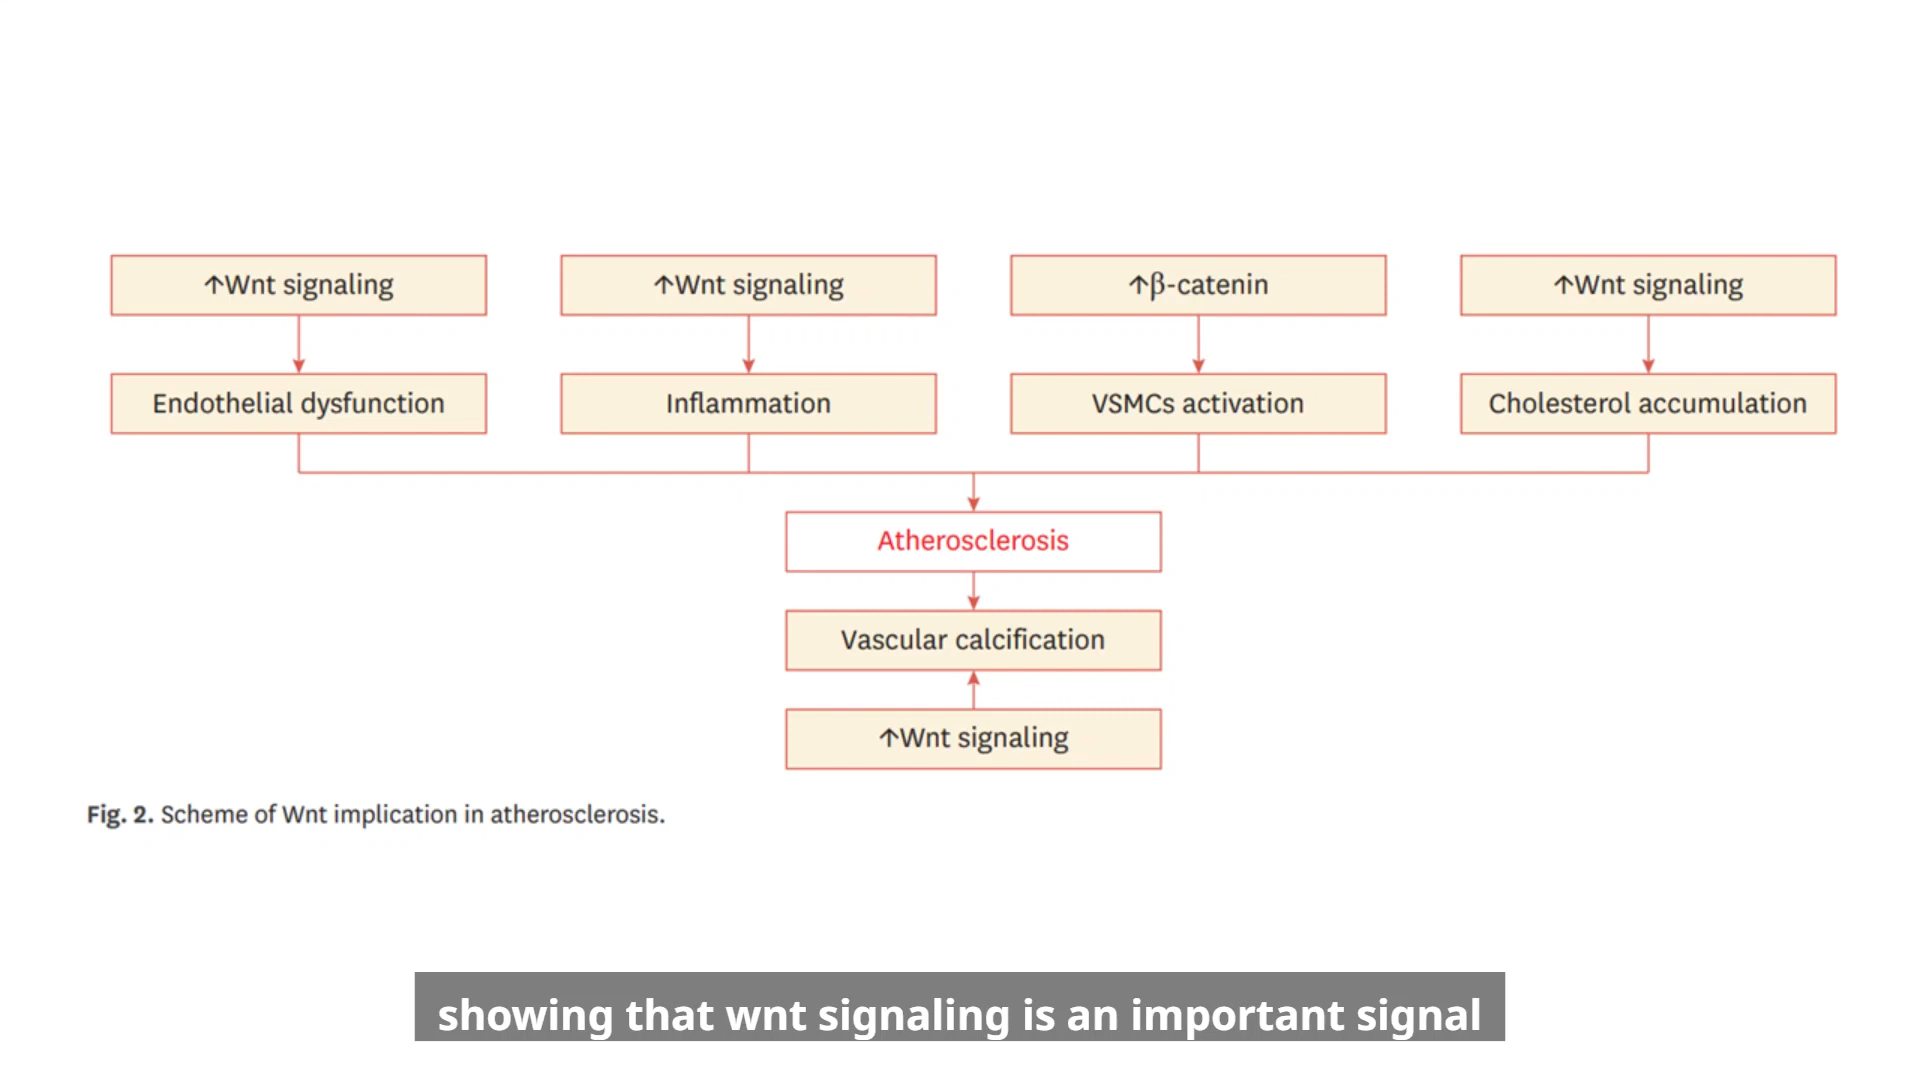 ↑Wnt signaling
↑Wnt signaling
↑β-catenin
↑Wnt signaling
Endothelial dysfunction
Inflammation
VSMCs activation
Cholesterol accumulation
Atherosclerosis
Vascular calcification
↑Wnt signaling
Fig. 2. Scheme of Wnt implication in atherosclerosis.
showing that wnt signaling is an important signal